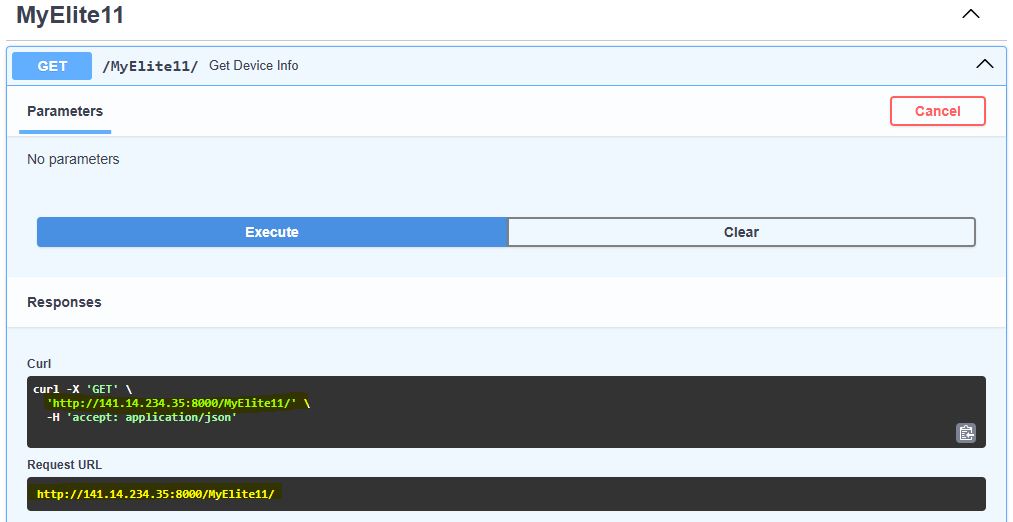 MyElite11
GET /MyElite11/ Get Device Info
Parameters
Cancel
No parameters
Execute
Clear
Responses
Curl
curl -X 'GET' \
'http://141.14.234.35:8000/MyElite11/' \
-H 'accept: application/json'
Request URL
http://141.14.234.35:8000/MyElite11/